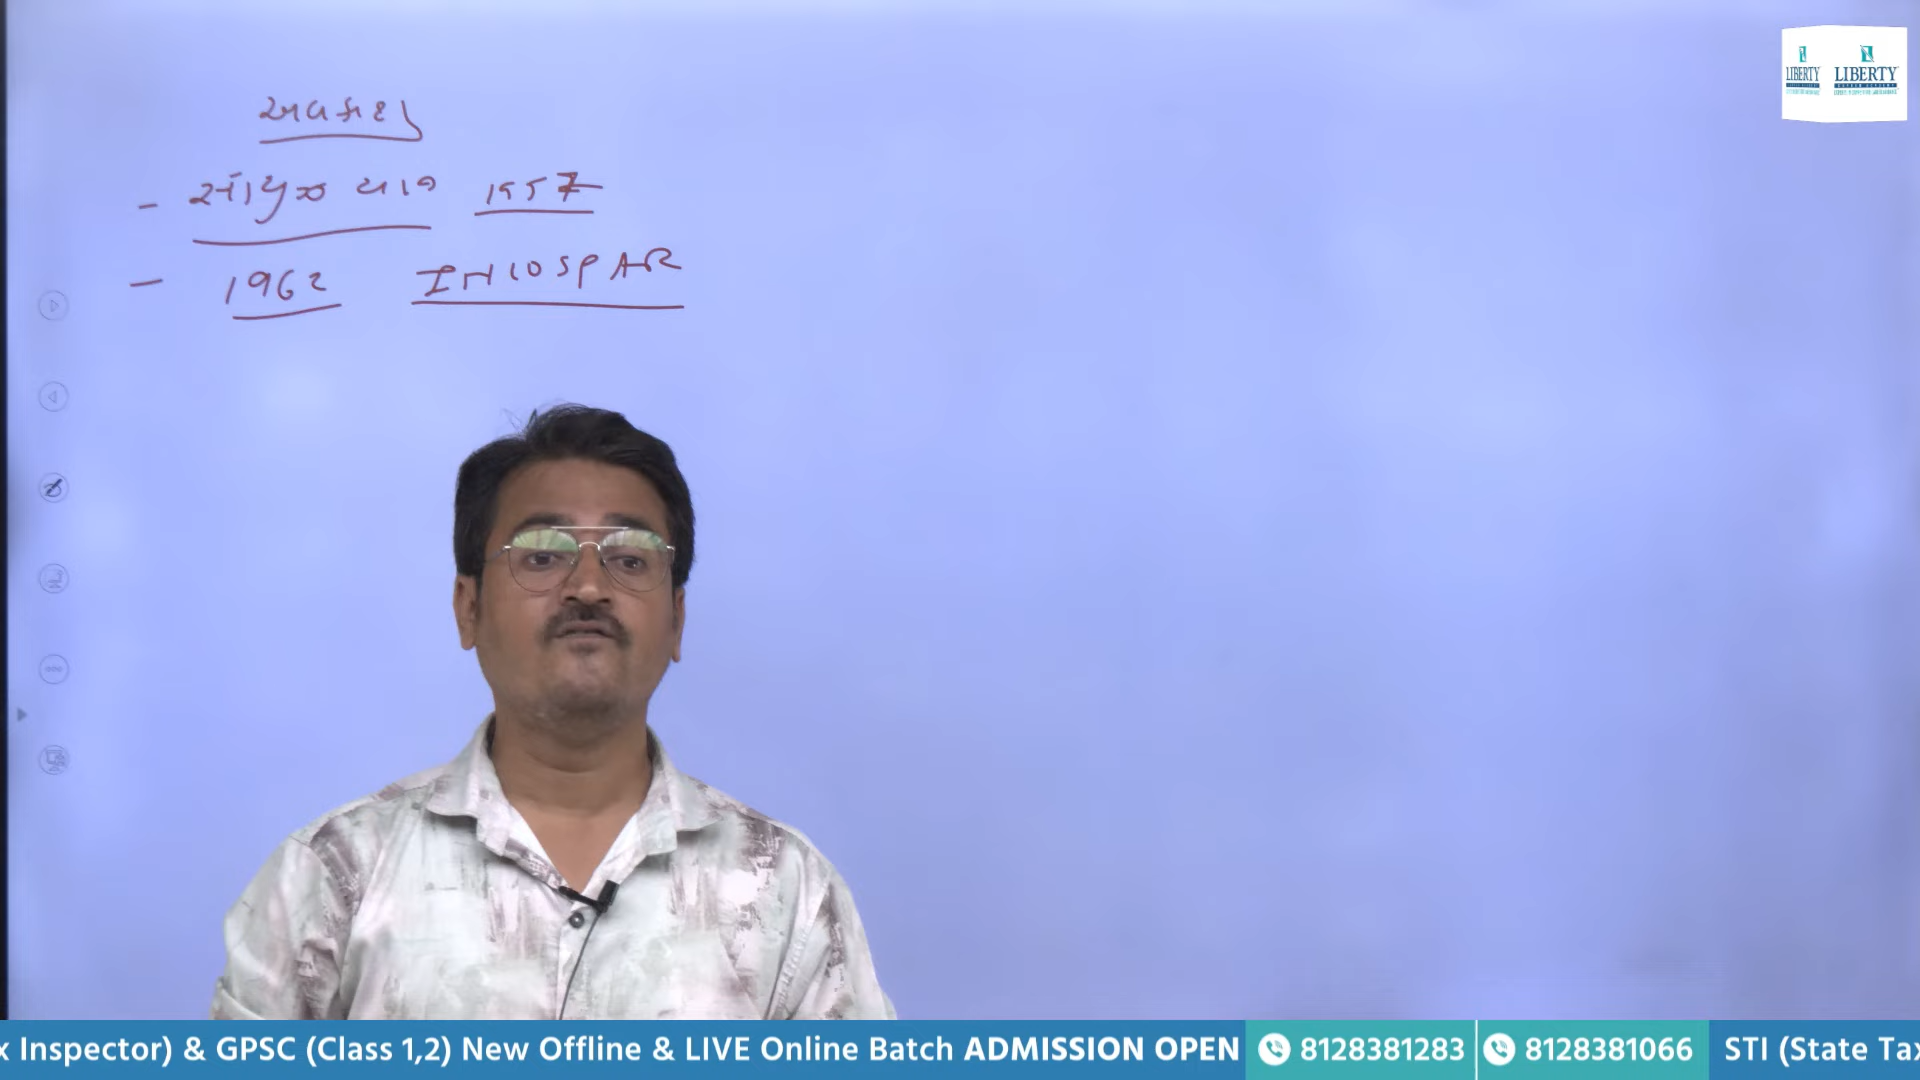 અવકાશ
- સંયુક્ત રાષ્ટ્ર 1957
- 1962 INCOSPAR
LIBERTY LIBERTY
x Inspector) & GPSC (Class 1,2) New Offline & LIVE Online Batch ADMISSION OPEN 8128381283 8128381066 STI (State Tax